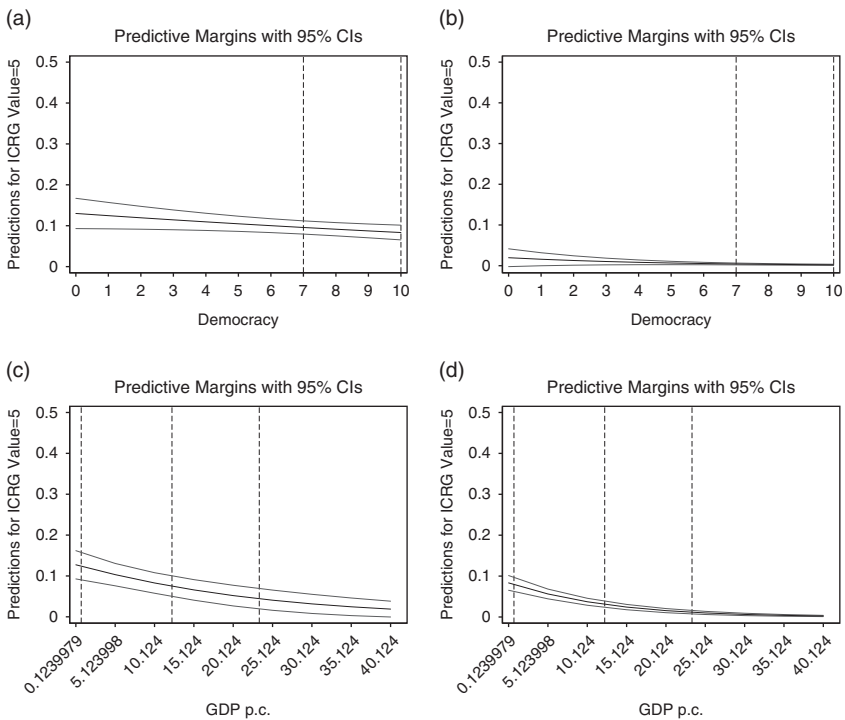 (a)
Predictive Margins with 95% CIs
Predictions for ICRG Value=5
0.5
0.4
0.3
0.2
0.1
0
0 1 2 3 4 5 6 7 8 9 10
Democracy
(b)
Predictive Margins with 95% CIs
Predictions for ICRG Value=5
0.5
0.4
0.3
0.2
0.1
0
0 1 2 3 4 5 6 7 8 9 10
Democracy
(c)
Predictive Margins with 95% CIs
Predictions for ICRG Value=5
0.5
0.4
0.3
0.2
0.1
0
0.1239979 5.123998 10.124 15.124 20.124 25.124 30.124 35.124 40.124
GDP p.c.
(d)
Predictive Margins with 95% CIs
Predictions for ICRG Value=5
0.5
0.4
0.3
0.2
0.1
0
0.1239979 5.123998 10.124 15.124 20.124 25.124 30.124 35.124 40.124
GDP p.c.